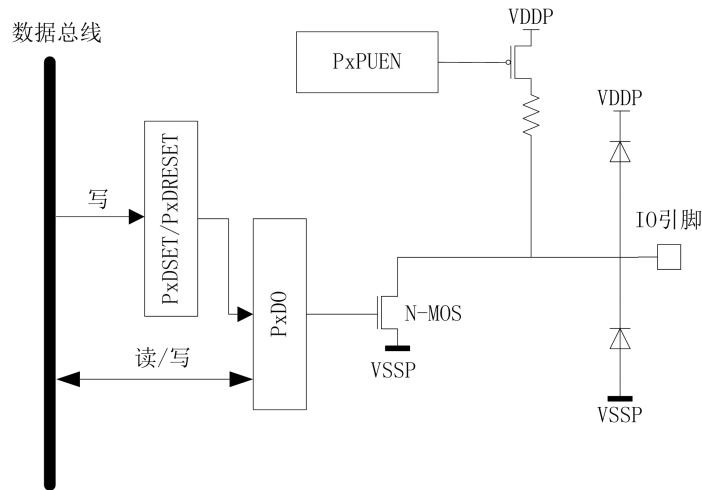 数据总线
VDDP
PxPUEN
VDDP
写
PxDSET/PxDRESET
IO引脚
PxDO
N-MOS
VSSP
读/写
VSSP